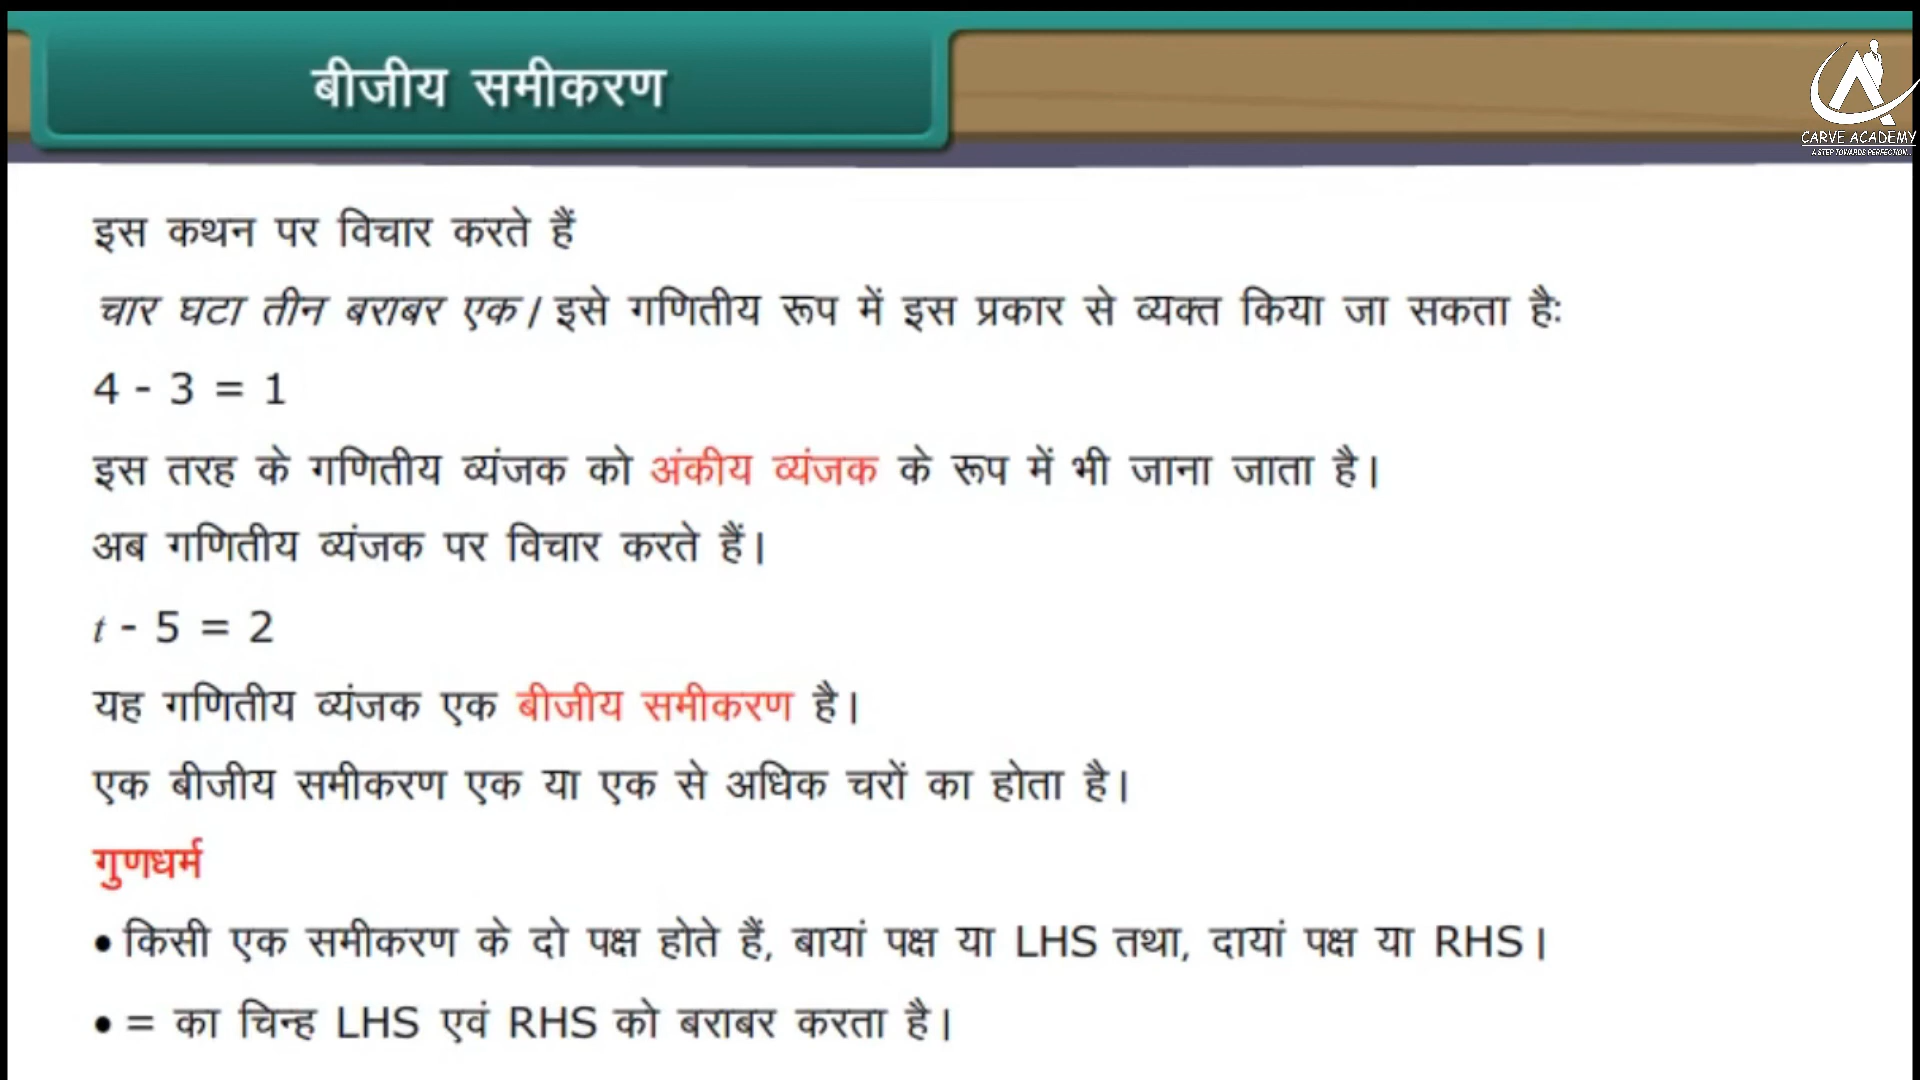 बीजीय समीकरण
CARVE ACADEMY
A STEP TOWARDS PERFECTION..
इस कथन पर विचार करते हैं
चार घटा तीन बराबर एक। इसे गणितीय रूप में इस प्रकार से व्यक्त किया जा सकता हैः
4 - 3 = 1
इस तरह के गणितीय व्यंजक को अंकीय व्यंजक के रूप में भी जाना जाता है।
अब गणितीय व्यंजक पर विचार करते हैं।
t - 5 = 2
यह गणितीय व्यंजक एक बीजीय समीकरण है।
एक बीजीय समीकरण एक या एक से अधिक चरों का होता है।
गुणधर्म
• किसी एक समीकरण के दो पक्ष होते हैं, बायां पक्ष या LHS तथा, दायां पक्ष या RHS।
• = का चिन्ह LHS एवं RHS को बराबर करता है।